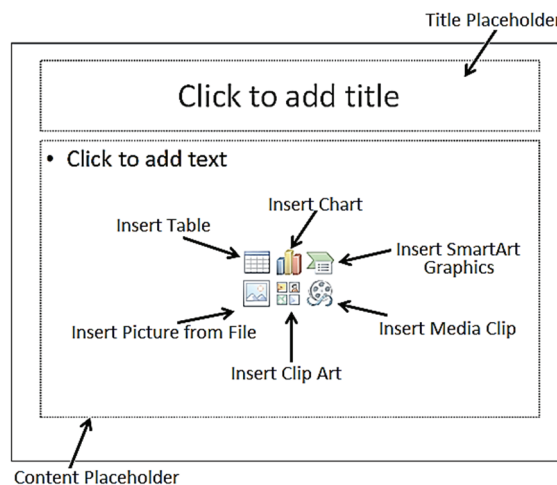 Title Placeholder
Click to add title
• Click to add text
Insert Chart
Insert Table
Insert SmartArt
Graphics
Insert Picture from File
Insert Media Clip
Insert Clip Art
Content Placeholder